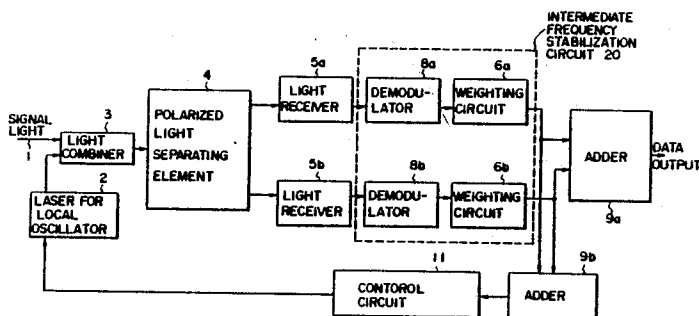 INTERMEDIATE
FREQUENCY
STABILIZATION
CIRCUIT 20
4
5a
8a
6a
SIGNAL
LIGHT
1
3
LIGHT
COMBINER
POLARIZED
LIGHT
SEPARATING
ELEMENT
LIGHT
RECEIVER
DEMODU-
LATOR
WEIGHTING
CIRCUIT
ADDER
DATA
OUTPUT
9a
2
LASER FOR
LOCAL
OSCILLATOR
5b
8b
6b
LIGHT
RECEIVER
DEMODU-
LATOR
WEIGHTING
CIRCUIT
11
CONTOROL
CIRCUIT
9b
ADDER